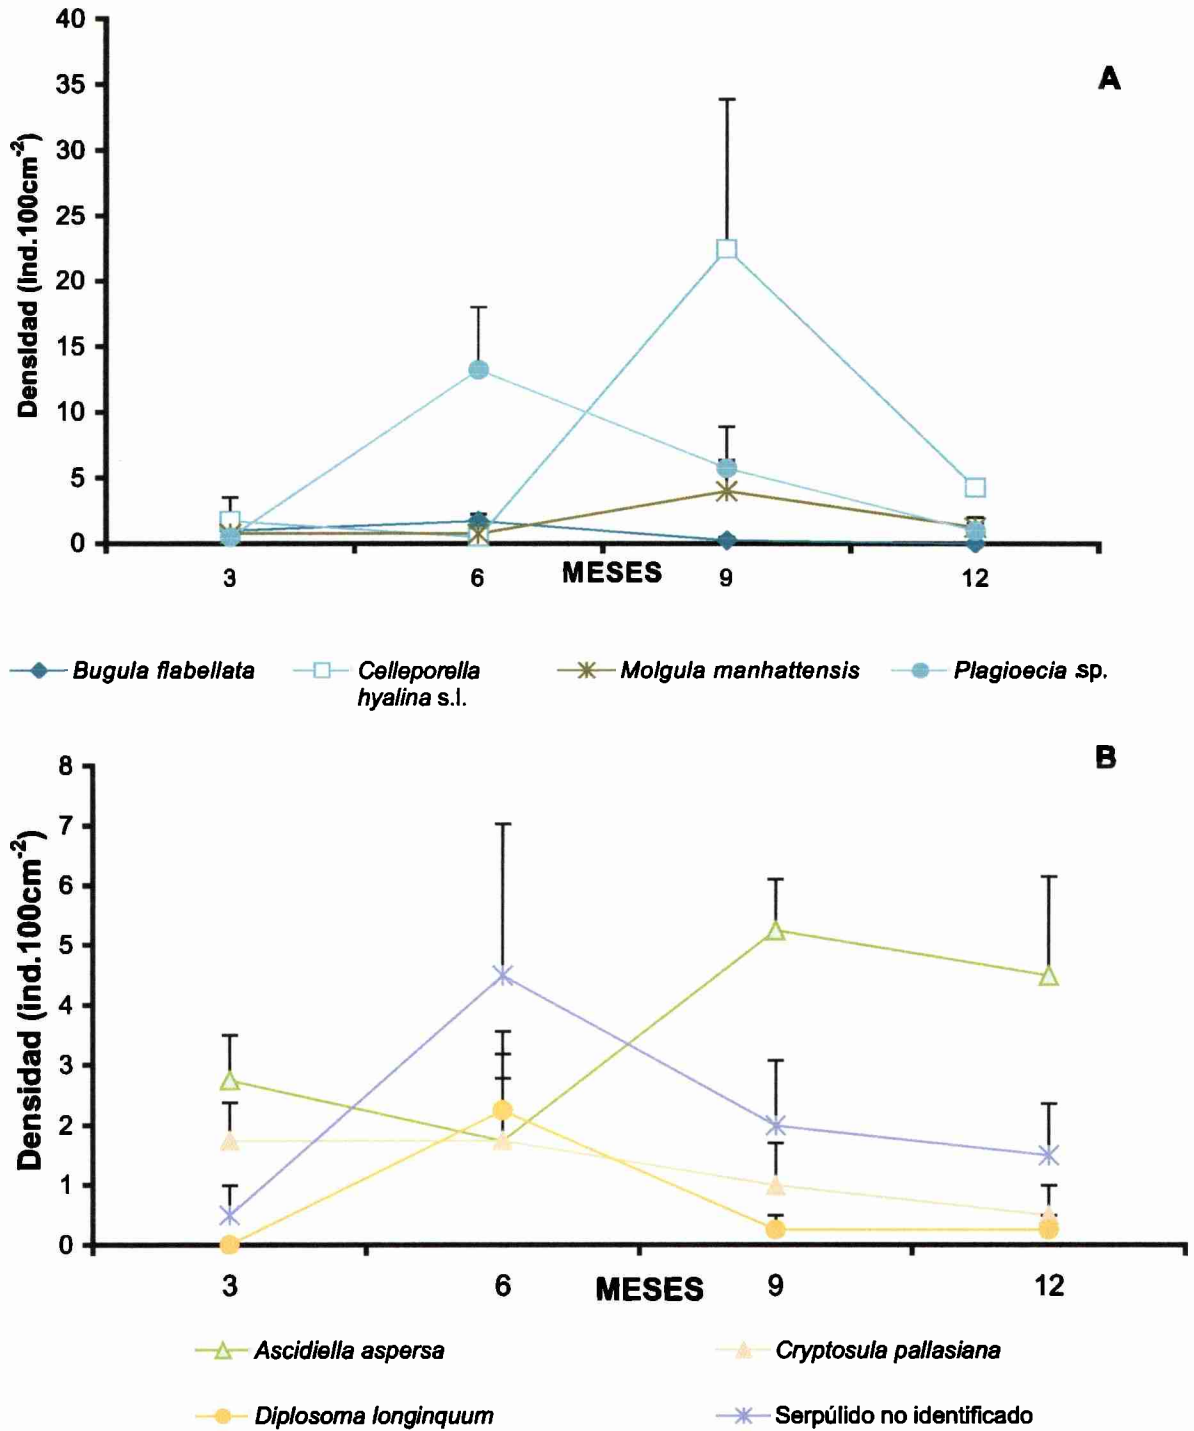 A
40
35
30
25
20
15
10
5
0
Densidad (ind.100cm-2)
3 6 MESES 9 12
Bugula flabellata Celleporella Molgula manhattensis Plagioecia sp.
hyalina s.l.
B
8
7
6
5
4
3
2
1
0
Densidad (ind.100cm-2)
3 6 MESES 9 12
Ascidiella aspersa Cryptosula pallasiana
Diplosoma longinquum Serpúlido no identificado